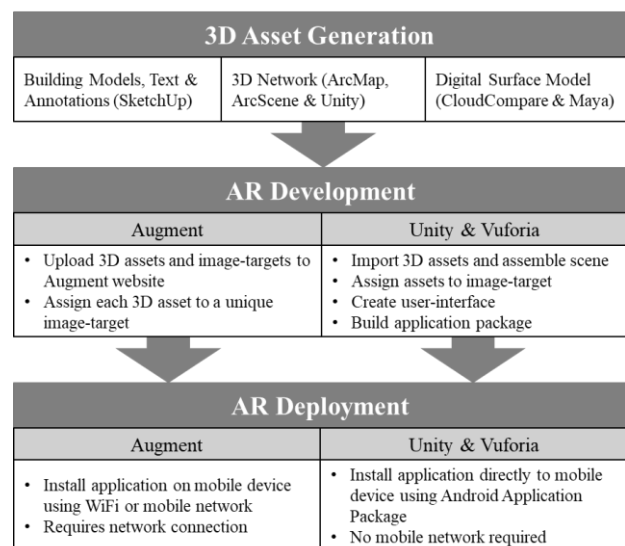 3D Asset Generation
Building Models, Text &
Annotations (SketchUp)
3D Network (ArcMap,
ArcScene & Unity)
Digital Surface Model
(CloudCompare & Maya)
AR Development
Augment
Unity & Vuforia
• Upload 3D assets and image-targets to
Augment website
• Assign each 3D asset to a unique
image-target
• Import 3D assets and assemble scene
• Assign assets to image-target
• Create user-interface
• Build application package
AR Deployment
Augment
Unity & Vuforia
• Install application on mobile device
using WiFi or mobile network
• Requires network connection
• Install application directly to mobile
device using Android Application
Package
• No mobile network required